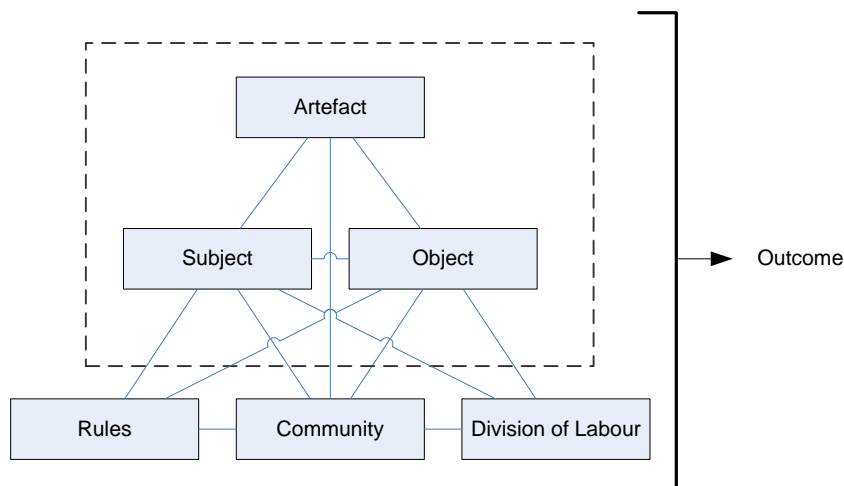 Artefact
Subject
Object
Outcome
Rules
Community
Division of Labour